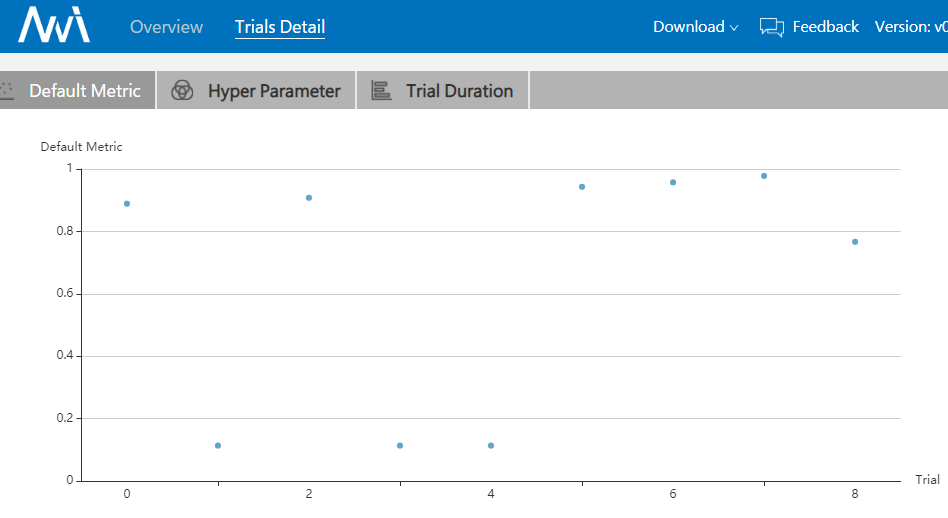 Overview Trials Detail Download Feedback Version: v0
Default Metric Hyper Parameter Trial Duration
Default Metric
1
0.8
0.6
0.4
0.2
0
Trial
0 2 4 6 8